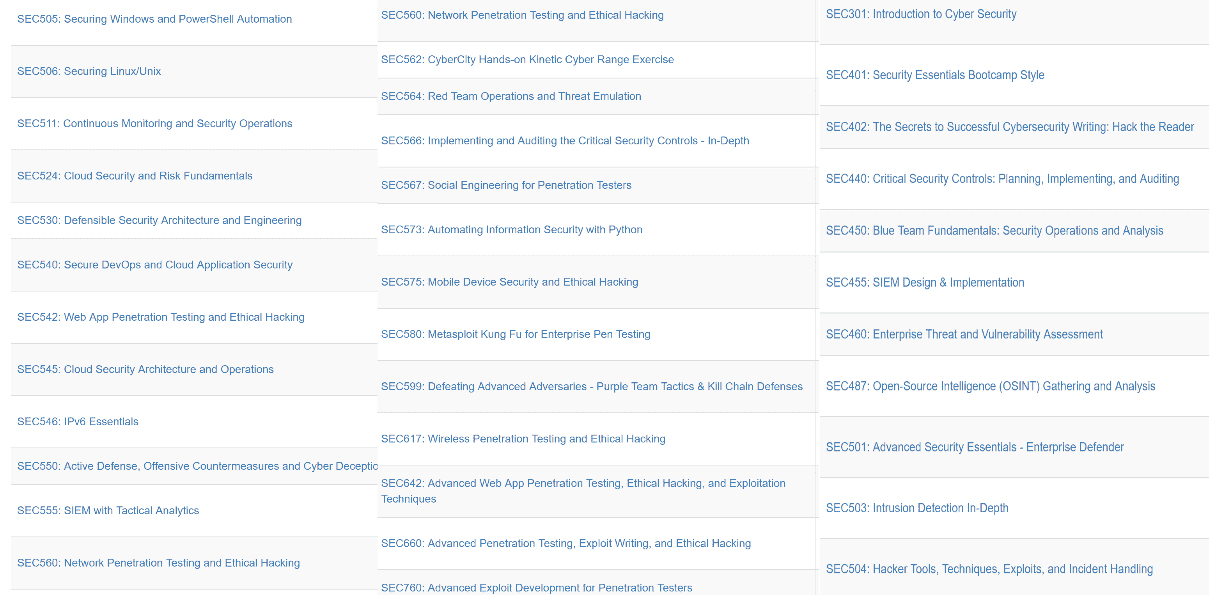 SEC505: Securing Windows and PowerShell Automation
SEC506: Securing Linux/Unix
SEC511: Continuous Monitoring and Security Operations
SEC524: Cloud Security and Risk Fundamentals
SEC530: Defensible Security Architecture and Engineering
SEC540: Secure DevOps and Cloud Application Security
SEC542: Web App Penetration Testing and Ethical Hacking
SEC545: Cloud Security Architecture and Operations
SEC546: IPv6 Essentials
SEC550: Active Defense, Offensive Countermeasures and Cyber Deceptic
SEC555: SIEM with Tactical Analytics
SEC560: Network Penetration Testing and Ethical Hacking
SEC560: Network Penetration Testing and Ethical Hacking
SEC562: CyberCity Hands-on Kinetic Cyber Range Exercise
SEC564: Red Team Operations and Threat Emulation
SEC566: Implementing and Auditing the Critical Security Controls - In-Depth
SEC567: Social Engineering for Penetration Testers
SEC573: Automating Information Security with Python
SEC575: Mobile Device Security and Ethical Hacking
SEC580: Metasploit Kung Fu for Enterprise Pen Testing
SEC599: Defeating Advanced Adversaries - Purple Team Tactics & Kill Chain Defenses
SEC617: Wireless Penetration Testing and Ethical Hacking
SEC642: Advanced Web App Penetration Testing, Ethical Hacking, and Exploitation
Techniques
SEC660: Advanced Penetration Testing, Exploit Writing, and Ethical Hacking
SEC760: Advanced Exploit Development for Penetration Testers
SEC301: Introduction to Cyber Security
SEC401: Security Essentials Bootcamp Style
SEC402: The Secrets to Successful Cybersecurity Writing: Hack the Reader
SEC440: Critical Security Controls: Planning, Implementing, and Auditing
SEC450: Blue Team Fundamentals: Security Operations and Analysis
SEC455: SIEM Design & Implementation
SEC460: Enterprise Threat and Vulnerability Assessment
SEC487: Open-Source Intelligence (OSINT) Gathering and Analysis
SEC501: Advanced Security Essentials - Enterprise Defender
SEC503: Intrusion Detection In-Depth
SEC504: Hacker Tools, Techniques, Exploits, and Incident Handling